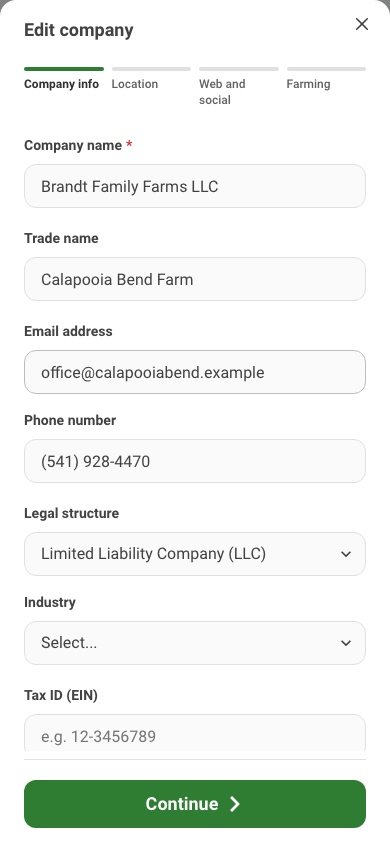 Edit company
Company info
Location
Web and
social
Farming
Company name *
Brandt Family Farms LLC
Trade name
Calapooia Bend Farm
Email address
office@calapooiabend.example
Phone number
(541) 928-4470
Legal structure
Limited Liability Company (LLC)
Industry
Select...
Tax ID (EIN)
e.g. 12-3456789
Continue